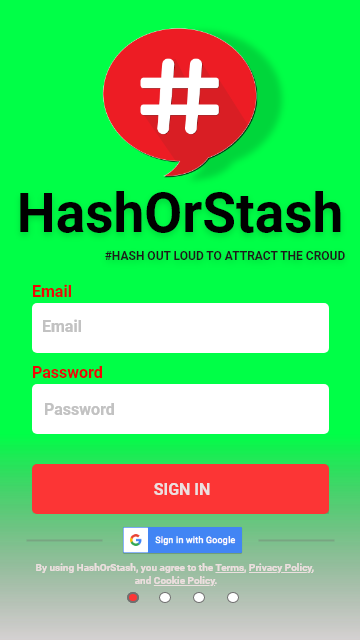 #
HashOrStash
#HASH OUT LOUD TO ATTRACT THE CROUD
Email
Email
Password
Password
SIGN IN
G Sign in with Google
By using HashOrStash, you agree to the Terms, Privacy Policy,
and Cookie Policy.